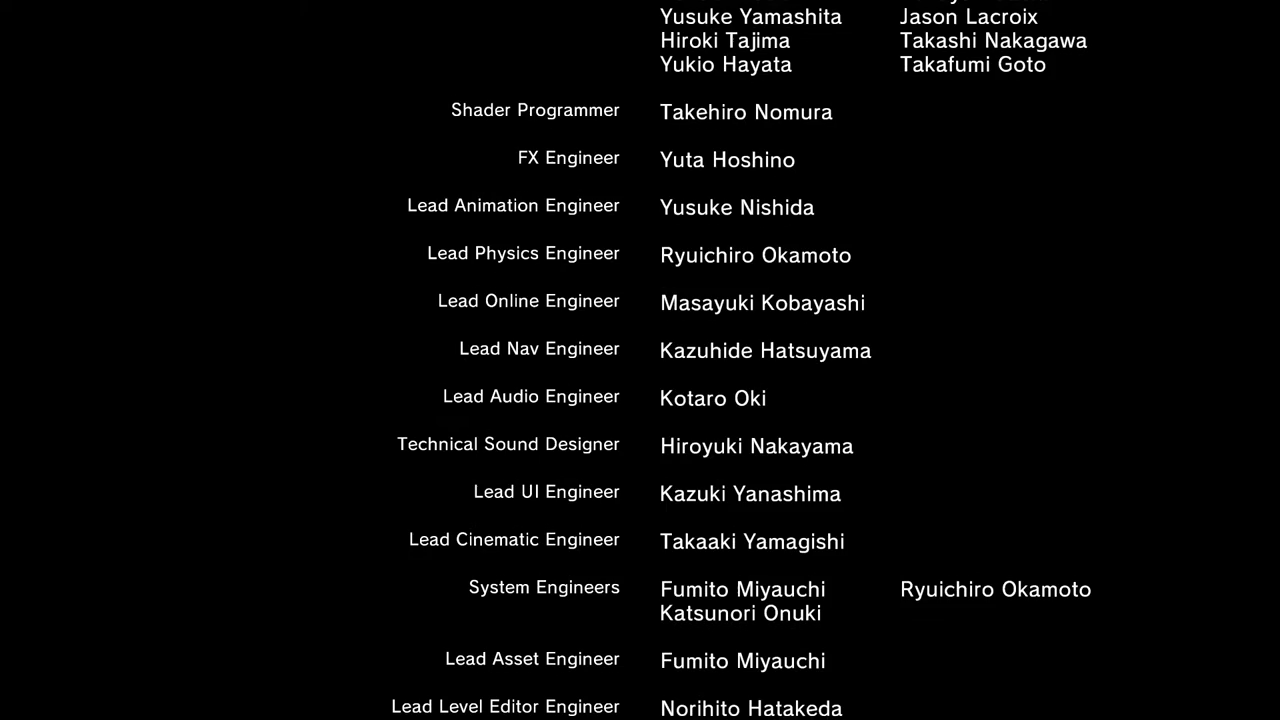 Yusuke Yamashita Jason Lacroix
Hiroki Tajima Takashi Nakagawa
Yukio Hayata Takafumi Goto
Shader Programmer Takehiro Nomura
FX Engineer Yuta Hoshino
Lead Animation Engineer Yusuke Nishida
Lead Physics Engineer Ryuichiro Okamoto
Lead Online Engineer Masayuki Kobayashi
Lead Nav Engineer Kazuhide Hatsuyama
Lead Audio Engineer Kotaro Oki
Technical Sound Designer Hiroyuki Nakayama
Lead UI Engineer Kazuki Yanashima
Lead Cinematic Engineer Takaaki Yamagishi
System Engineers Fumito Miyauchi Ryuichiro Okamoto
Katsunori Onuki
Lead Asset Engineer Fumito Miyauchi
Lead Level Editor Engineer Norihito Hatakeda